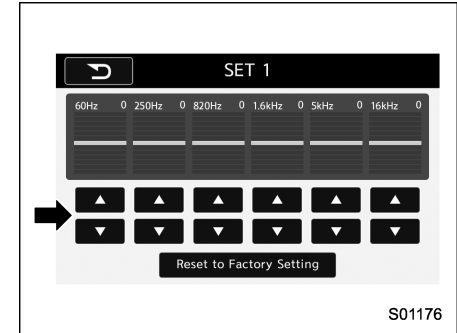 SET 1
60Hz 0 250Hz 0 820Hz 0 1.6kHz 0 5kHz 0 16kHz 0
Reset to Factory Setting
S01176